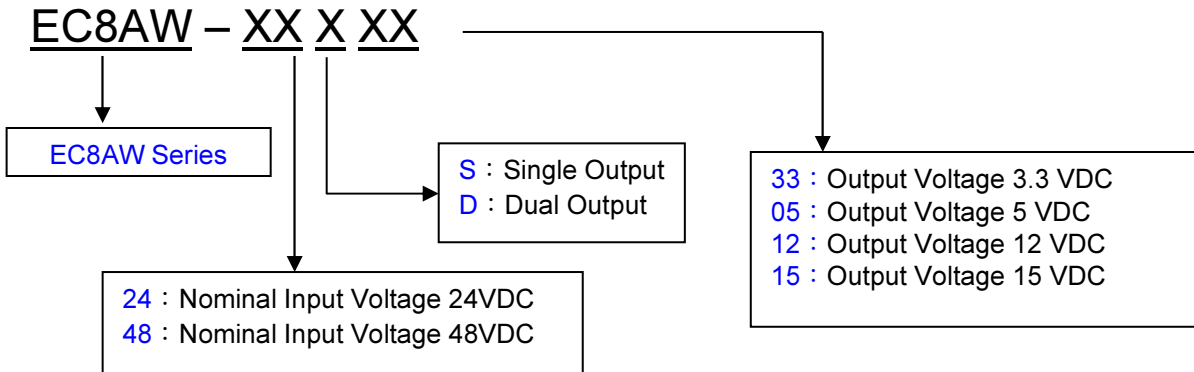 EC8AW – XX X XX
EC8AW Series
S：Single Output
D：Dual Output
33：Output Voltage 3.3 VDC
05：Output Voltage 5 VDC
12：Output Voltage 12 VDC
15：Output Voltage 15 VDC
24：Nominal Input Voltage 24VDC
48：Nominal Input Voltage 48VDC